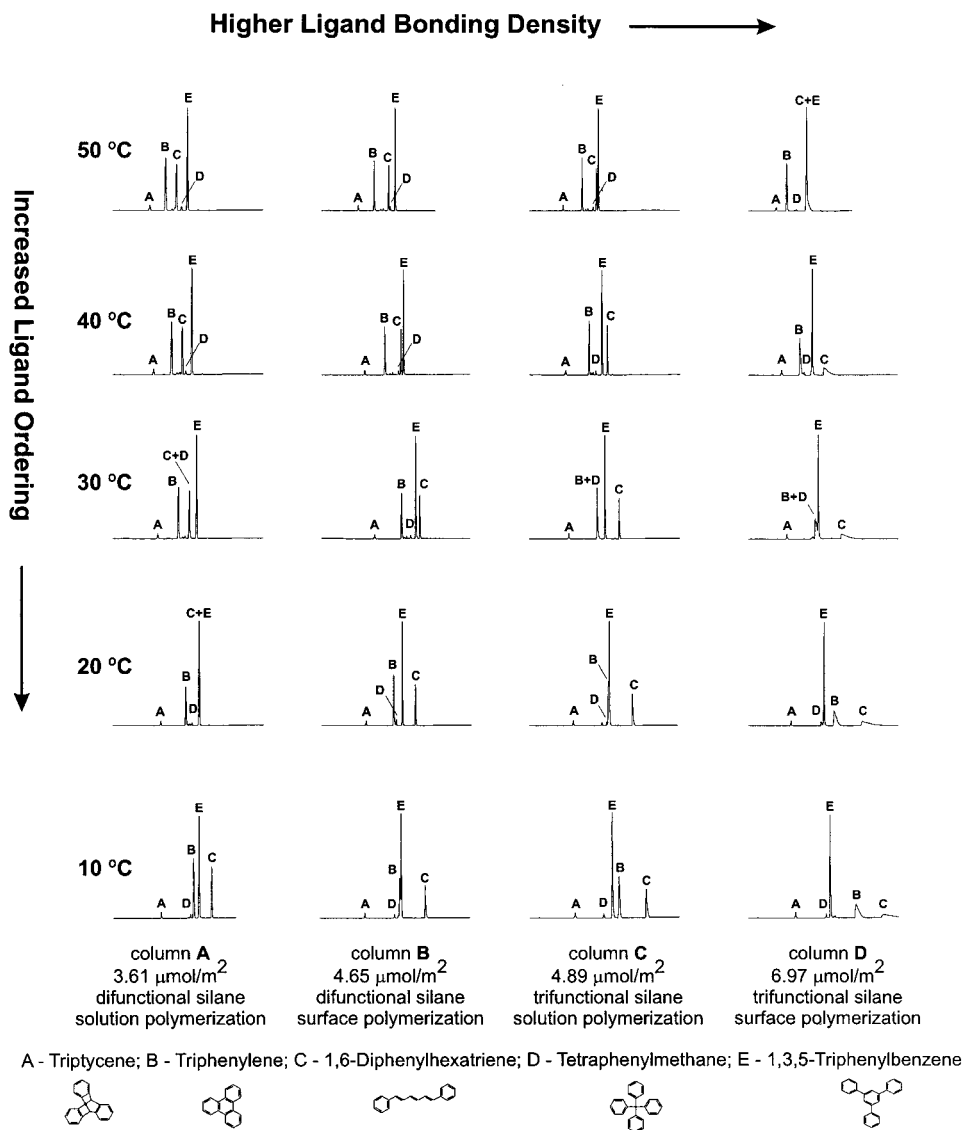 Higher Ligand Bonding Density
Increased Ligand Ordering
50 °C
A B C D E
A B C D E
A B C D E
A B D C+E
40 °C
A B C D E
A B C D E
A B D E C
A B D E C
30 °C
A B C+D E
A B D E C
A B+D E C
A B+D E C
20 °C
A B D C+E
A D B E C
A D B E C
A D E B C
10 °C
A D B E C
A D B E C
A D E B C
A D E B C
column A
3.61 μmol/m2
difunctional silane
solution polymerization
column B
4.65 μmol/m2
difunctional silane
surface polymerization
column C
4.89 μmol/m2
trifunctional silane
solution polymerization
column D
6.97 μmol/m2
trifunctional silane
surface polymerization
A - Triptycene; B - Triphenylene; C - 1,6-Diphenylhexatriene; D - Tetraphenylmethane; E - 1,3,5-Triphenylbenzene